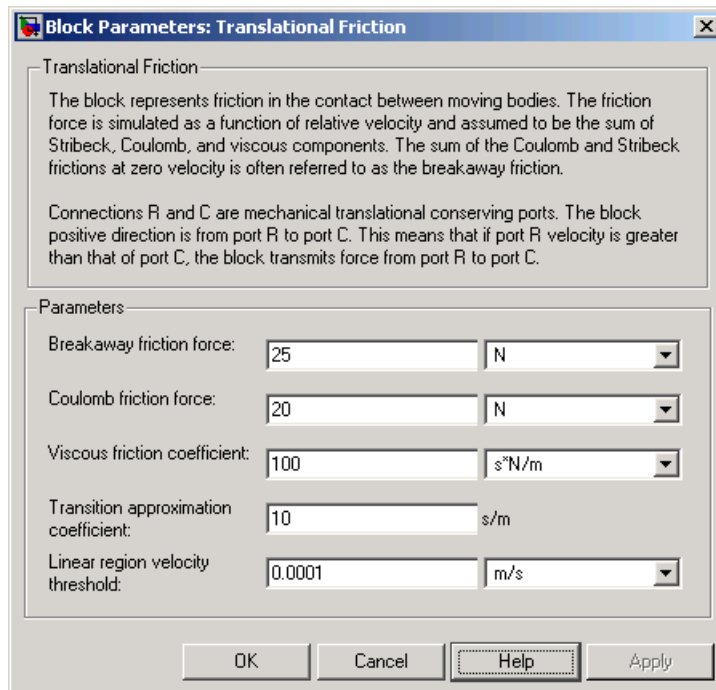 Block Parameters: Translational Friction
Translational Friction
The block represents friction in the contact between moving bodies. The friction
force is simulated as a function of relative velocity and assumed to be the sum of
Stribeck, Coulomb, and viscous components. The sum of the Coulomb and Stribeck
frictions at zero velocity is often referred to as the breakaway friction.
Connections R and C are mechanical translational conserving ports. The block
positive direction is from port R to port C. This means that if port R velocity is greater
than that of port C, the block transmits force from port R to port C.
Parameters
Breakaway friction force: 25 N
Coulomb friction force: 20 N
Viscous friction coefficient: 100 s*N/m
Transition approximation
coefficient: 10 s/m
Linear region velocity
threshold: 0.0001 m/s
OK Cancel Help Apply